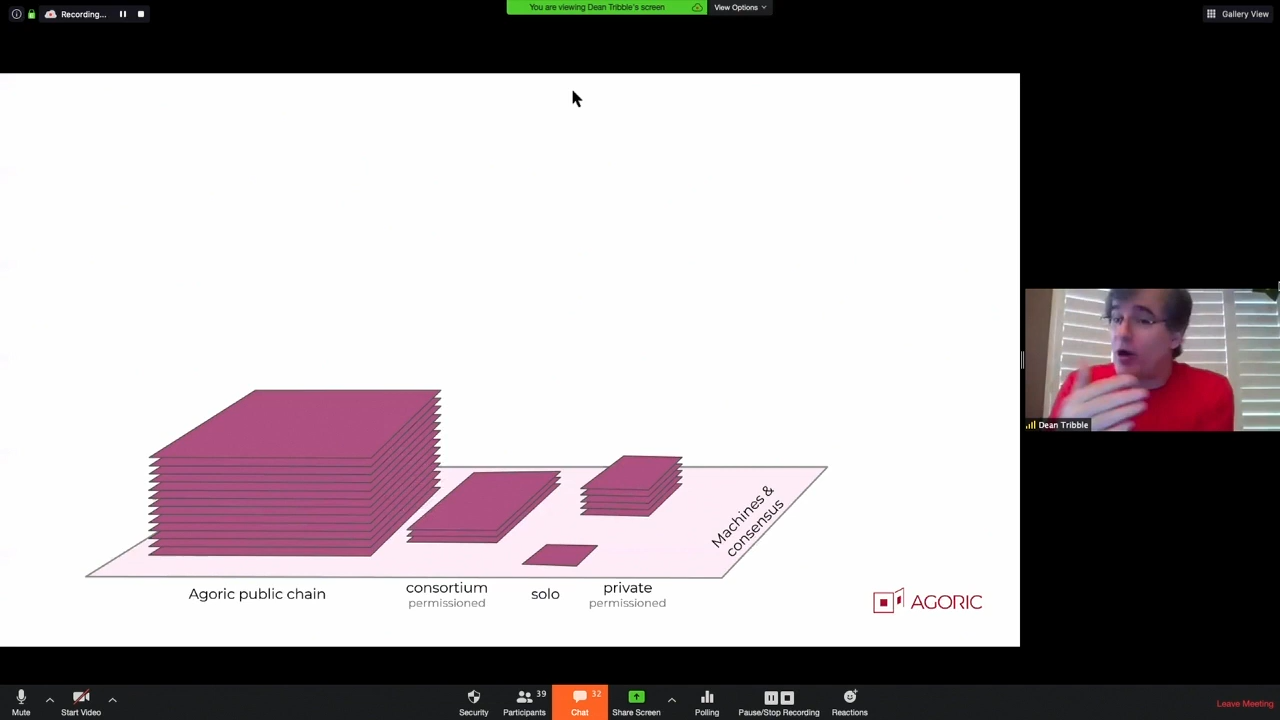 Recording...
You are viewing Dean Tribble's screen
View Options
Gallery View
Machines &
consensus
Agoric public chain
consortium
permissioned
solo
private
permissioned
AGORIC
Dean Tribble
Mute
Start Video
Security
Participants
39
Chat
32
Share Screen
Polling
Pause/Stop Recording
Reactions
Leave Meeting